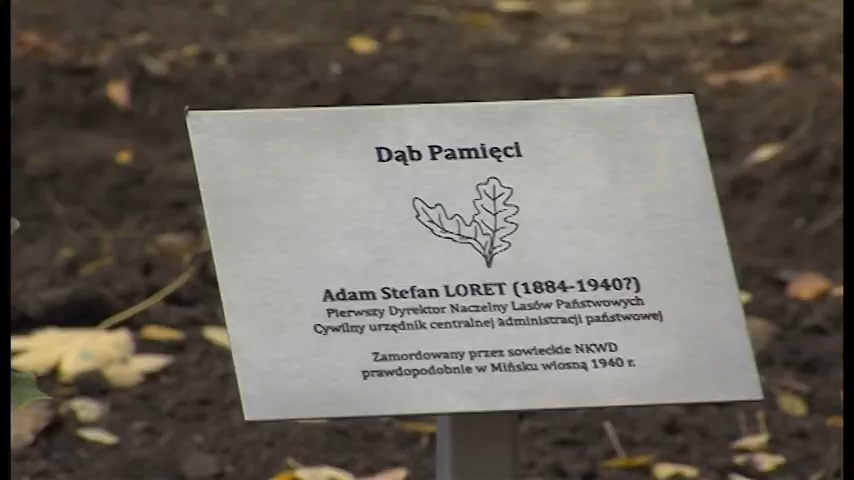 Dąb Pamięci
Adam Stefan LORET (1884-1940?)
Pierwszy Dyrektor Naczelny Lasów Państwowych
Cywilny urzędnik centralnej administracji państwowej
Zamordowany przez sowieckie NKWD
prawdopodobnie w Mińsku wiosną 1940 r.